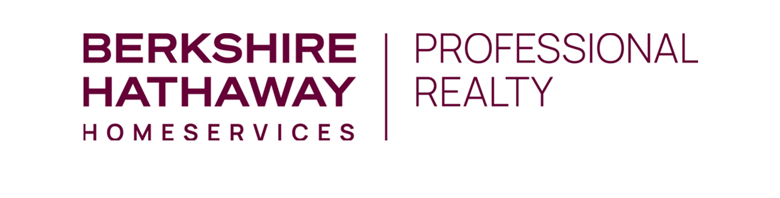 BERKSHIRE
HATHAWAY
HOMESERVICES
PROFESSIONAL
REALTY